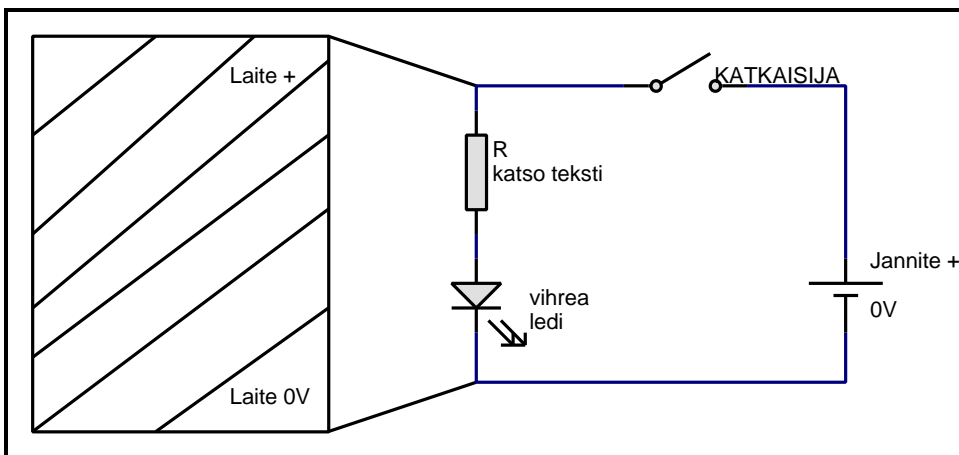 Laite +
KATKAISIJA
R
katso teksti
Jannite +
vihrea
0V
ledi
Laite 0V